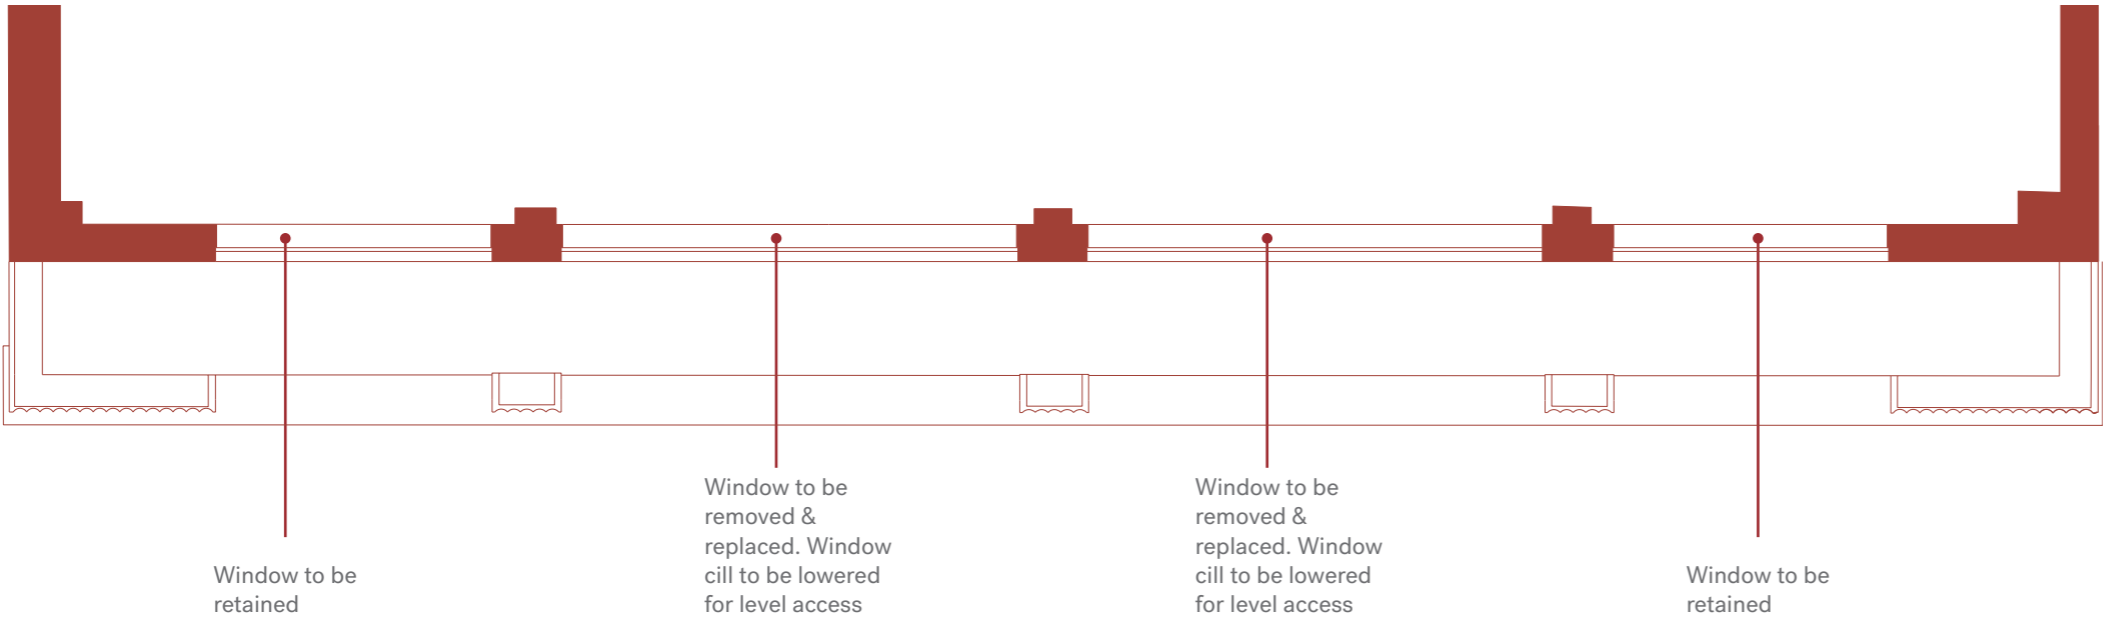 Window to be
retained
Window to be
removed &
replaced. Window
cill to be lowered
for level access
Window to be
removed &
replaced. Window
cill to be lowered
for level access
Window to be
retained